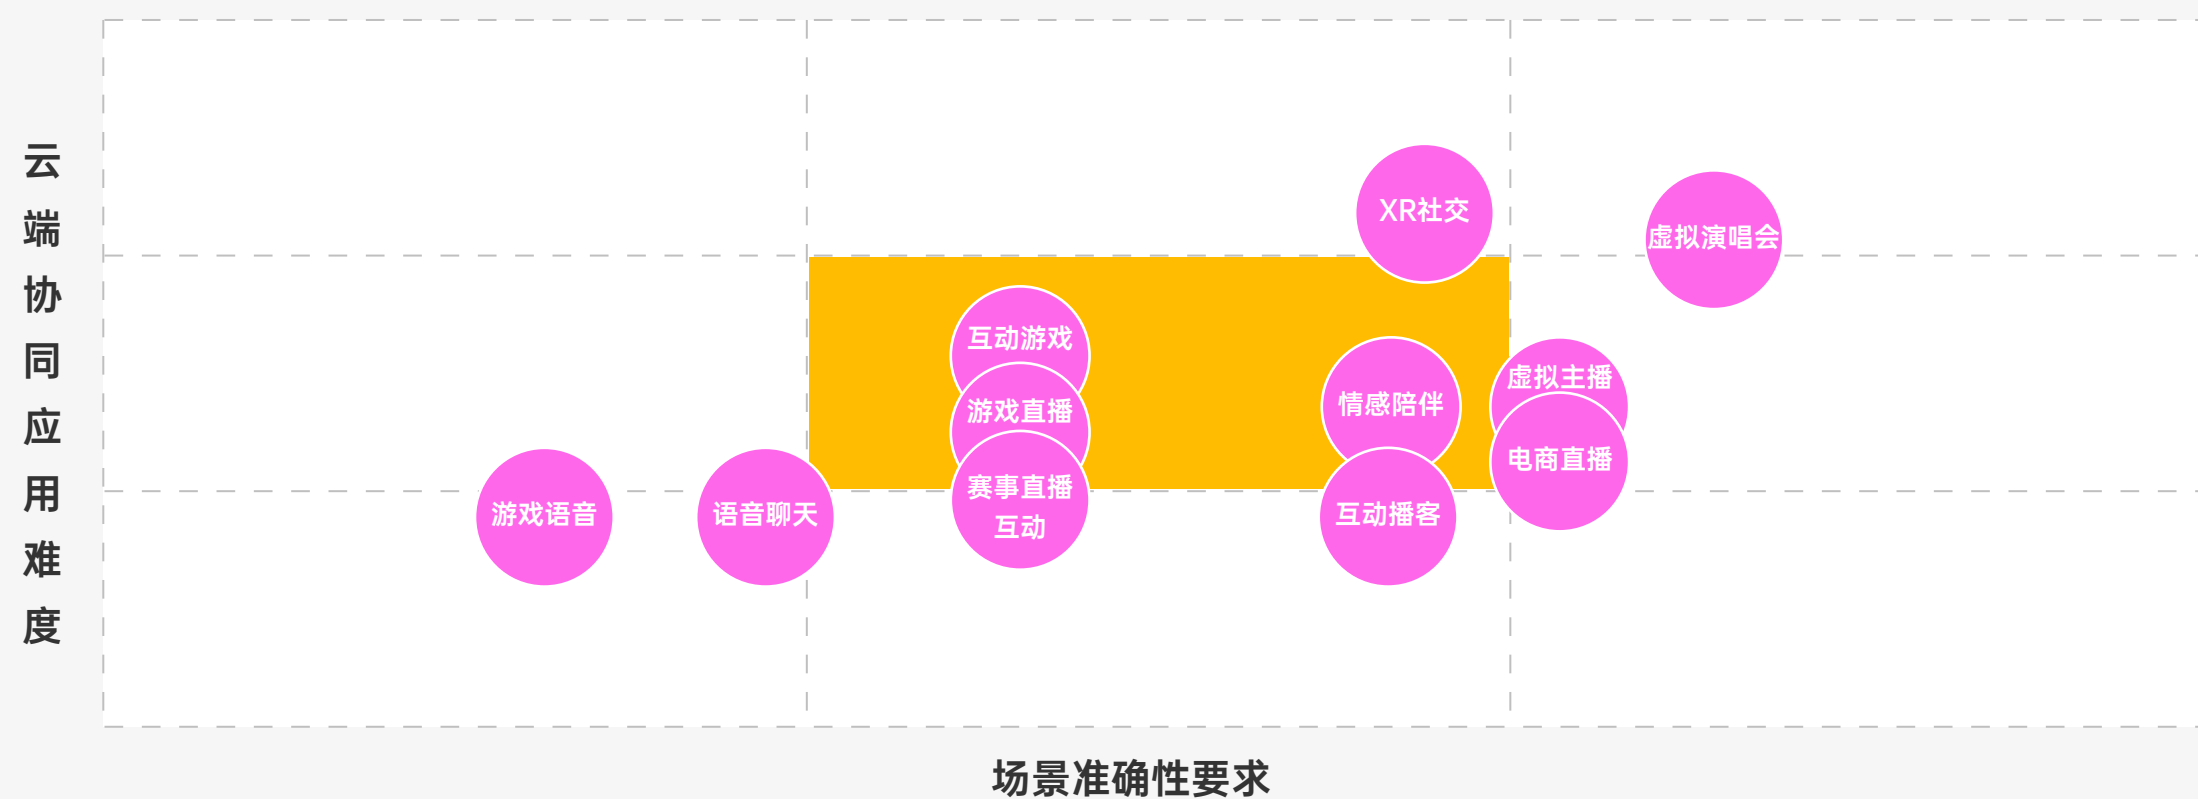 云端协同应用难度
XR社交
虚拟演唱会
互动游戏
虚拟主播
情感陪伴
游戏直播
电商直播
赛事直播
互动
游戏语音
语音聊天
互动播客
场景准确性要求